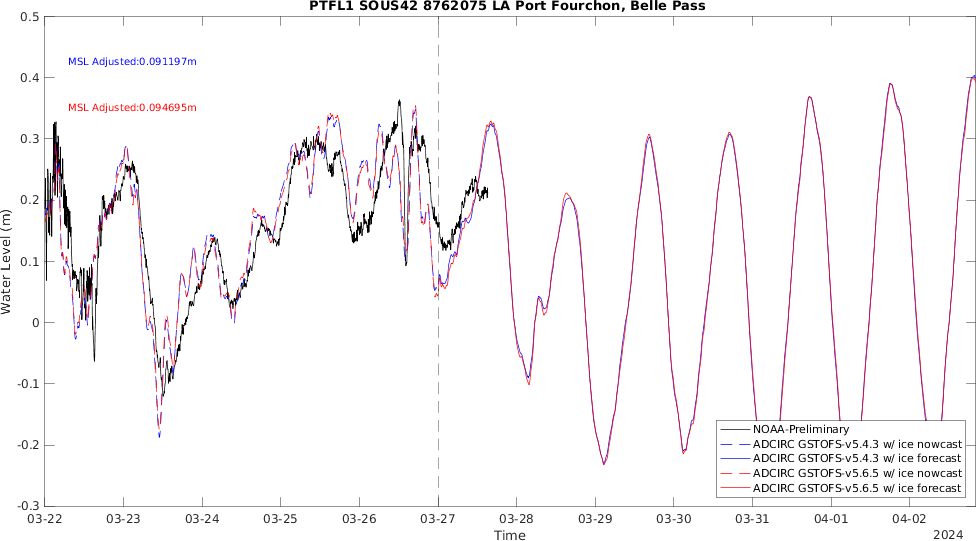 PTFL1 SOUS42 8762075 LA Port Fourchon, Belle Pass
0.5
MSL Adjusted:0.091197m
0.4
MSL Adjusted:0.094695m
0.3
0.2
Water Level (m)
0.1
0
-0.1
-0.2
-0.3
NOAA-Preliminary
ADCIRC GSTOFS-v5.4.3 w/ ice nowcast
ADCIRC GSTOFS-v5.4.3 w/ ice forecast
ADCIRC GSTOFS-v5.6.5 w/ ice nowcast
ADCIRC GSTOFS-v5.6.5 w/ ice forecast
03-22 03-23 03-24 03-25 03-26 03-27 03-28 03-29 03-30 03-31 04-01 04-02
Time
2024